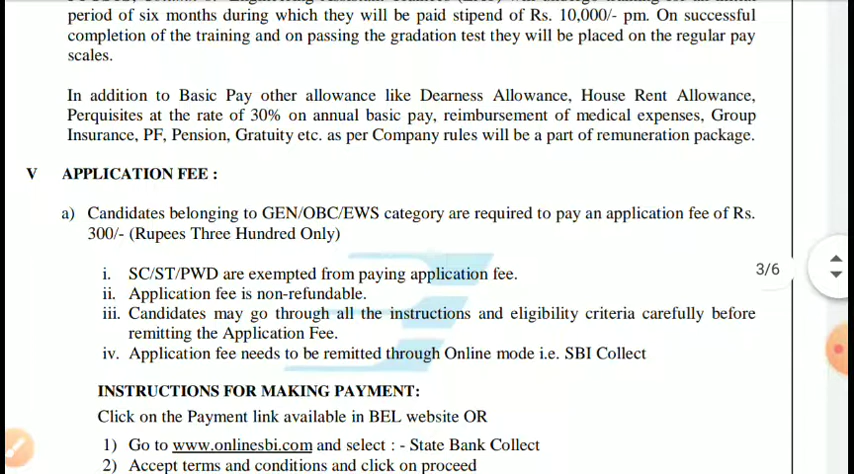 period of six months during which they will be paid stipend of Rs. 10,000/- pm. On successful
completion of the training and on passing the gradation test they will be placed on the regular pay
scales.
In addition to Basic Pay other allowance like Dearness Allowance, House Rent Allowance,
Perquisites at the rate of 30% on annual basic pay, reimbursement of medical expenses, Group
Insurance, PF, Pension, Gratuity etc. as per Company rules will be a part of remuneration package.
V APPLICATION FEE :
a) Candidates belonging to GEN/OBC/EWS category are required to pay an application fee of Rs.
300/- (Rupees Three Hundred Only)
i. SC/ST/PWD are exempted from paying application fee.
3/6
ii. Application fee is non-refundable.
iii. Candidates may go through all the instructions and eligibility criteria carefully before
remitting the Application Fee.
iv. Application fee needs to be remitted through Online mode i.e. SBI Collect
INSTRUCTIONS FOR MAKING PAYMENT:
Click on the Payment link available in BEL website OR
1) Go to www.onlinesbi.com and select : - State Bank Collect
2) Accept terms and conditions and click on proceed